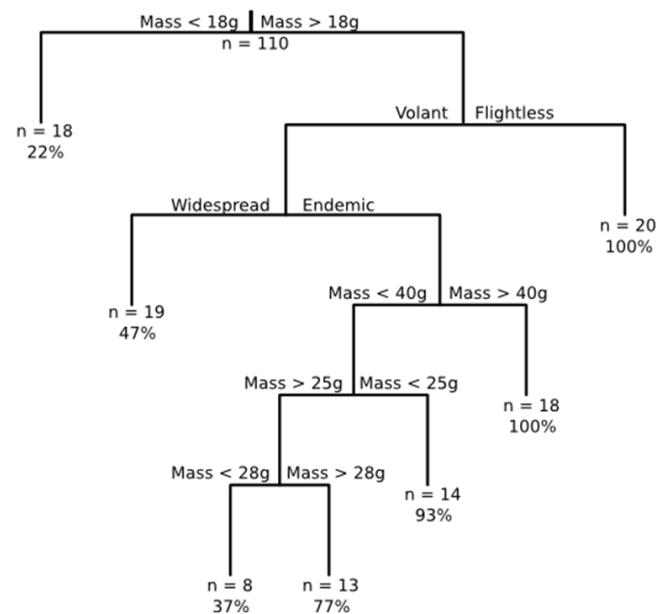 Mass < 18g Mass > 18g
n = 110
n = 18
22%
Volant Flightless
n = 20
100%
Widespread Endemic
n = 19
47%
Mass < 40g Mass > 40g
n = 18
100%
Mass > 25g Mass < 25g
n = 14
93%
Mass < 28g Mass > 28g
n = 8 n = 13
37% 77%